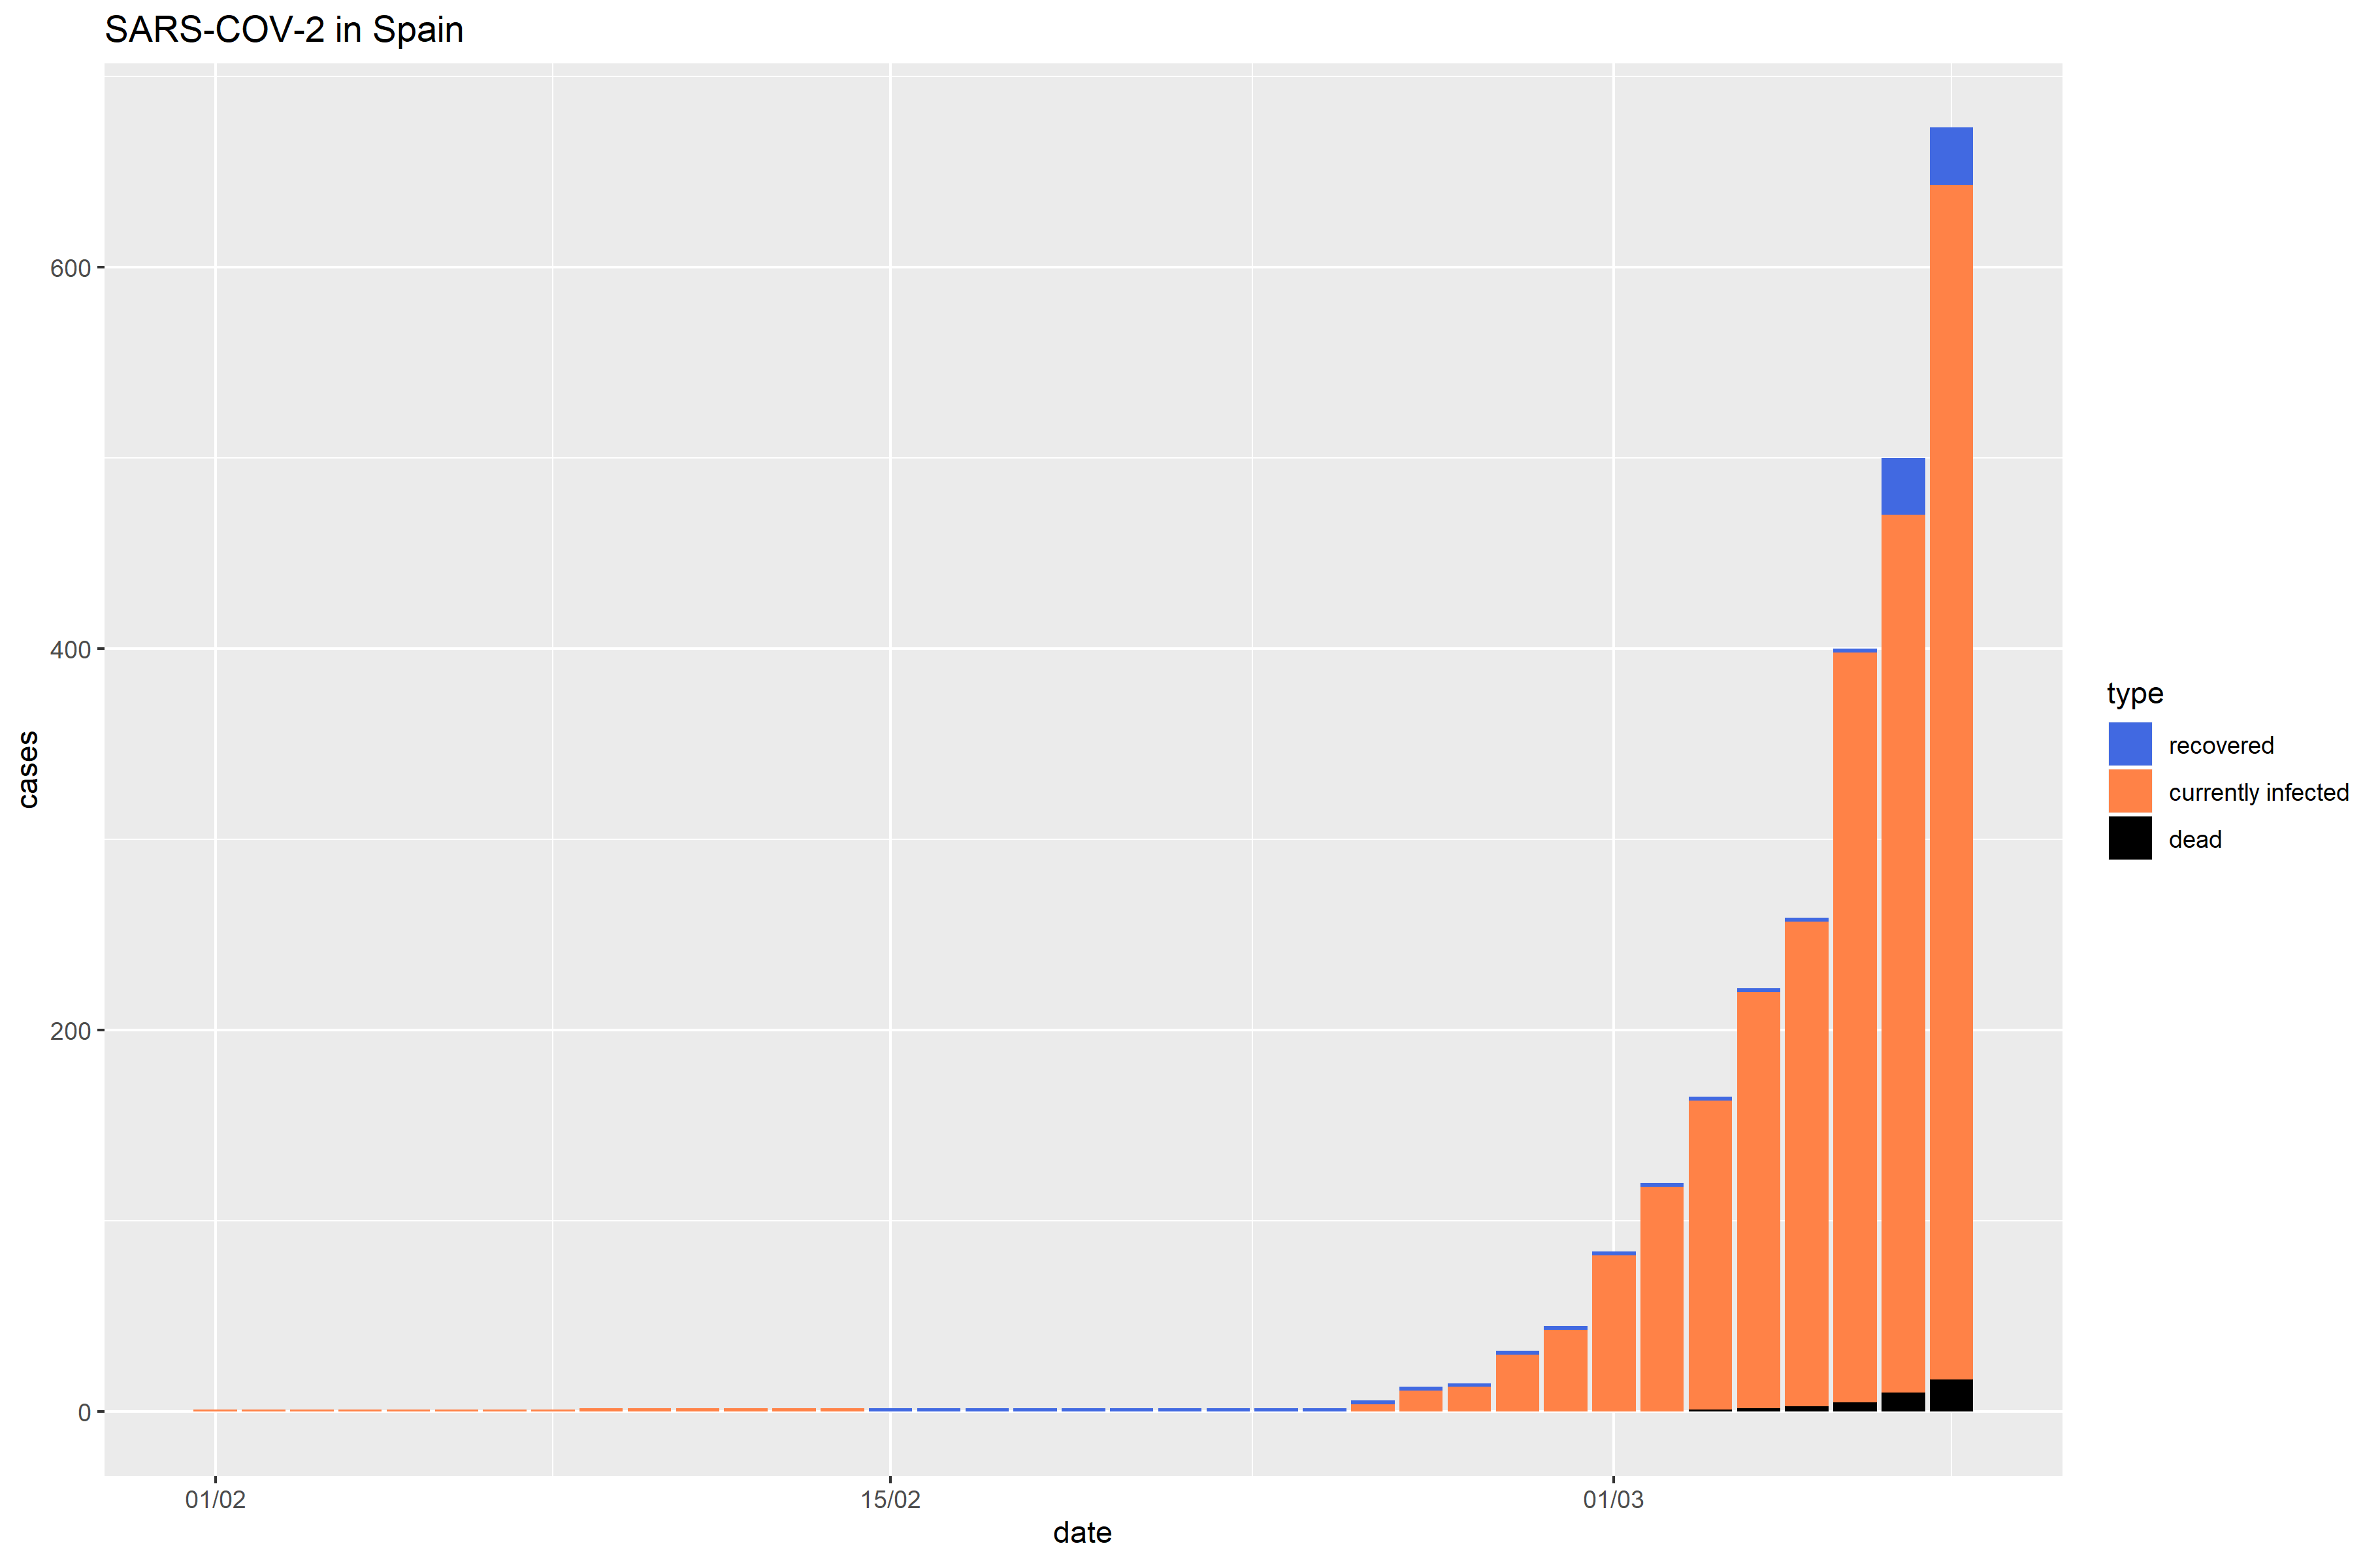 SARS-COV-2 in Spain
cases
600
400
200
0
01/02
15/02
01/03
date
type
recovered
currently infected
dead